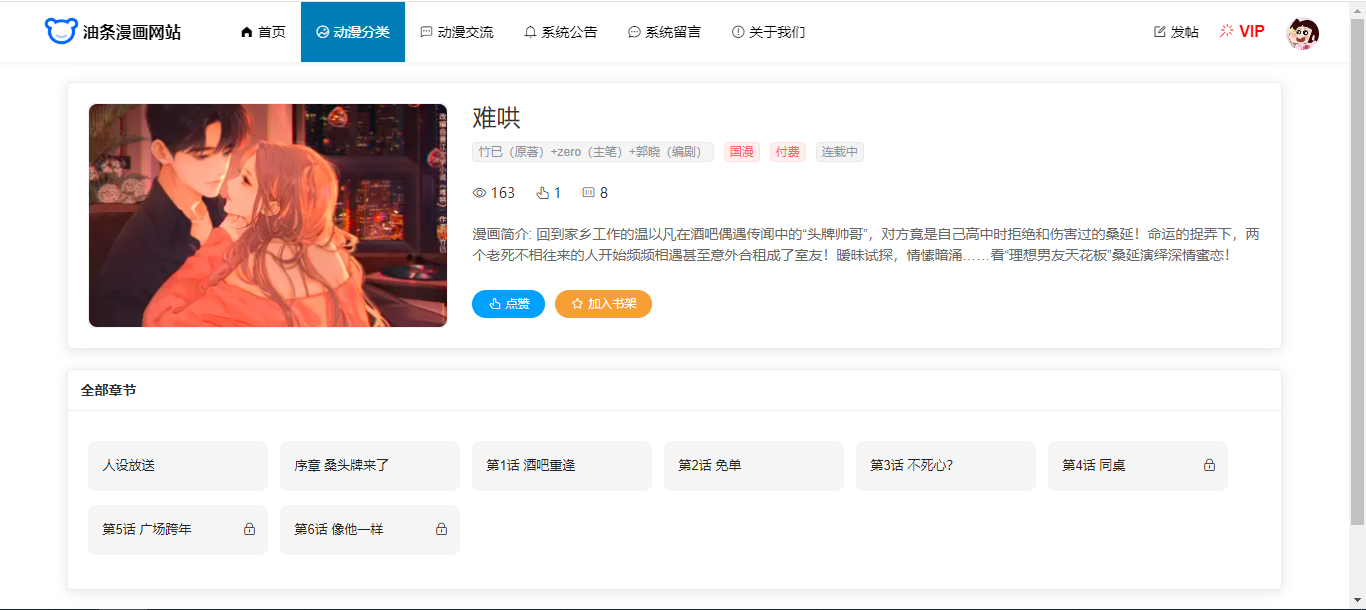 油条漫画网站 首页 动漫分类 动漫交流 系统公告 系统留言 关于我们 发帖 VIP
难哄
竹已（原著）+zero（主笔）+郭晓（编剧） 国漫 付费 连载中
163 1 8
漫画简介: 回到家乡工作的温以凡在酒吧偶遇传闻中的“头牌帅哥”，对方竟是自己高中时拒绝和伤害过的桑延！命运的捉弄下，两
个老死不相往来的人开始频频相遇甚至意外合租成了室友！暧昧试探，情愫暗涌……看“理想男友天花板”桑延演绎深情蜜恋！
点赞 加入书架
全部章节
人设放送 序章 桑头牌来了 第1话 酒吧重逢 第2话 免单 第3话 不死心? 第4话 同桌
第5话 广场跨年 第6话 像他一样